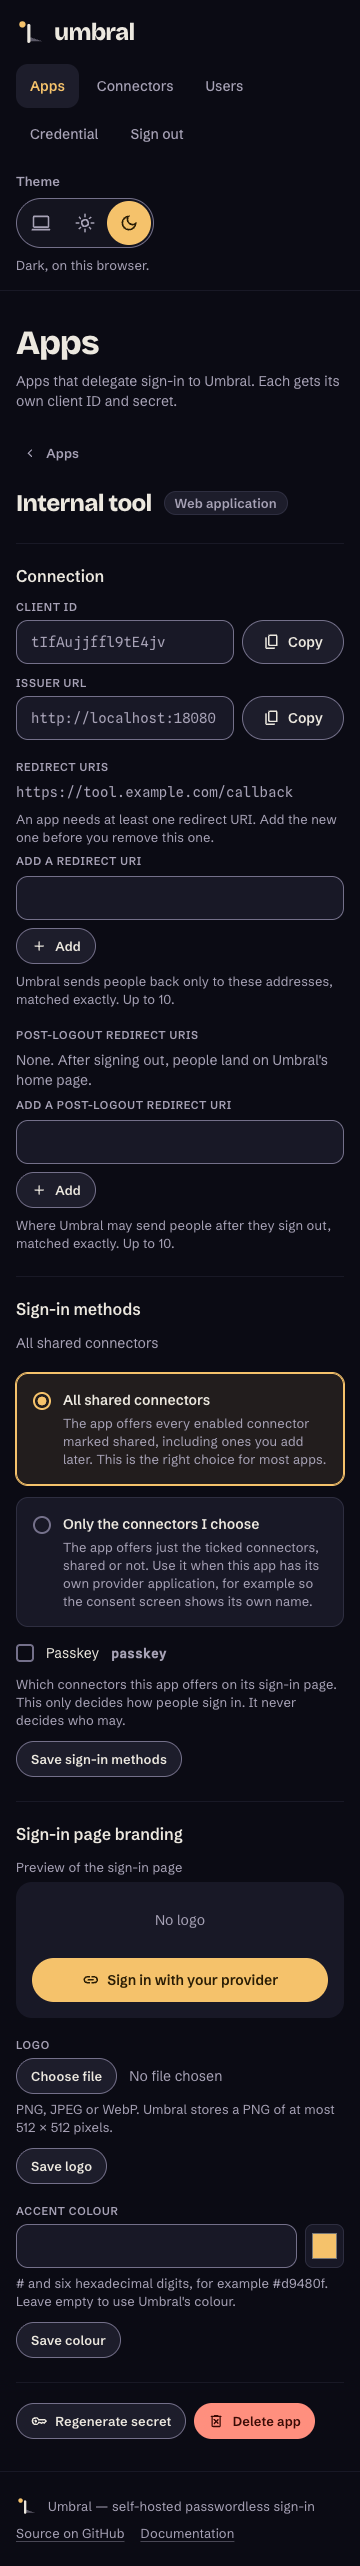 umbral
Apps Connectors Users
Credential Sign out
Theme
Dark, on this browser.
Apps
Apps that delegate sign-in to Umbral. Each gets its
own client ID and secret.
Apps
Internal tool Web application
Connection
CLIENT ID
tIfAujjffl9tE4jv Copy
ISSUER URL
http://localhost:18080 Copy
REDIRECT URIS
https://tool.example.com/callback
An app needs at least one redirect URI. Add the new
one before you remove this one.
ADD A REDIRECT URI
Add
Umbral sends people back only to these addresses,
matched exactly. Up to 10.
POST-LOGOUT REDIRECT URIS
None. After signing out, people land on Umbral's
home page.
ADD A POST-LOGOUT REDIRECT URI
Add
Where Umbral may send people after they sign out,
matched exactly. Up to 10.
Sign-in methods
All shared connectors
All shared connectors
The app offers every enabled connector
marked shared, including ones you add
later. This is the right choice for most apps.
Only the connectors I choose
The app offers just the ticked connectors,
shared or not. Use it when this app has its
own provider application, for example so
the consent screen shows its own name.
Passkey passkey
Which connectors this app offers on its sign-in page.
This only decides how people sign in. It never
decides who may.
Save sign-in methods
Sign-in page branding
Preview of the sign-in page
No logo
Sign in with your provider
LOGO
Choose file No file chosen
PNG, JPEG or WebP. Umbral stores a PNG of at most
512 × 512 pixels.
Save logo
ACCENT COLOUR
# and six hexadecimal digits, for example #d9480f.
Leave empty to use Umbral's colour.
Save colour
Regenerate secret Delete app
Umbral — self-hosted passwordless sign-in
Source on GitHub Documentation